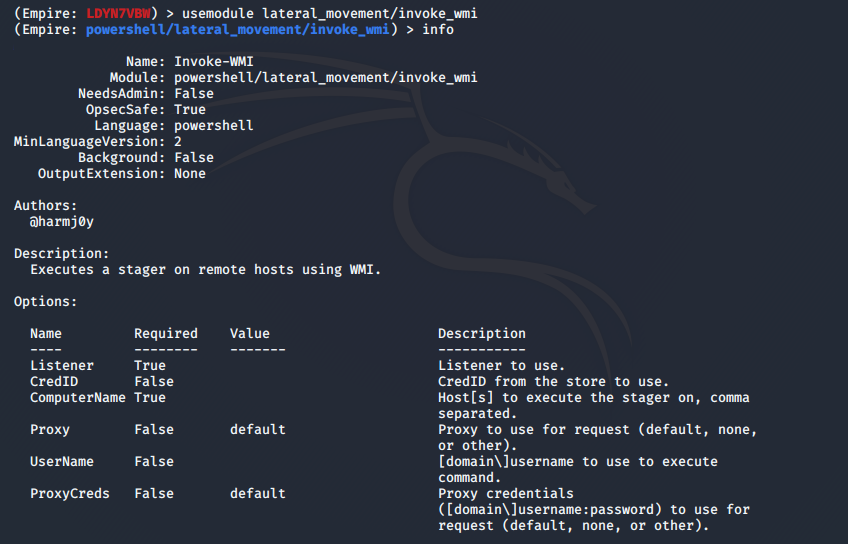 (Empire: LDYN7VBW) > usemodule lateral_movement/invoke_wmi
(Empire: powershell/lateral_movement/invoke_wmi) > info
Name: Invoke-WMI
Module: powershell/lateral_movement/invoke_wmi
NeedsAdmin: False
OpsecSafe: True
Language: powershell
MinLanguageVersion: 2
Background: False
OutputExtension: None
Authors:
@harmj0y
Description:
Executes a stager on remote hosts using WMI.
Options:
Name Required Value Description
---- -------- ------- -----------
Listener True Listener to use.
CredID False CredID from the store to use.
ComputerName True Host[s] to execute the stager on, comma
separated.
Proxy False default Proxy to use for request (default, none,
or other).
UserName False [domain\]username to use to execute
command.
ProxyCreds False default Proxy credentials
([domain\]username:password) to use for
request (default, none, or other).